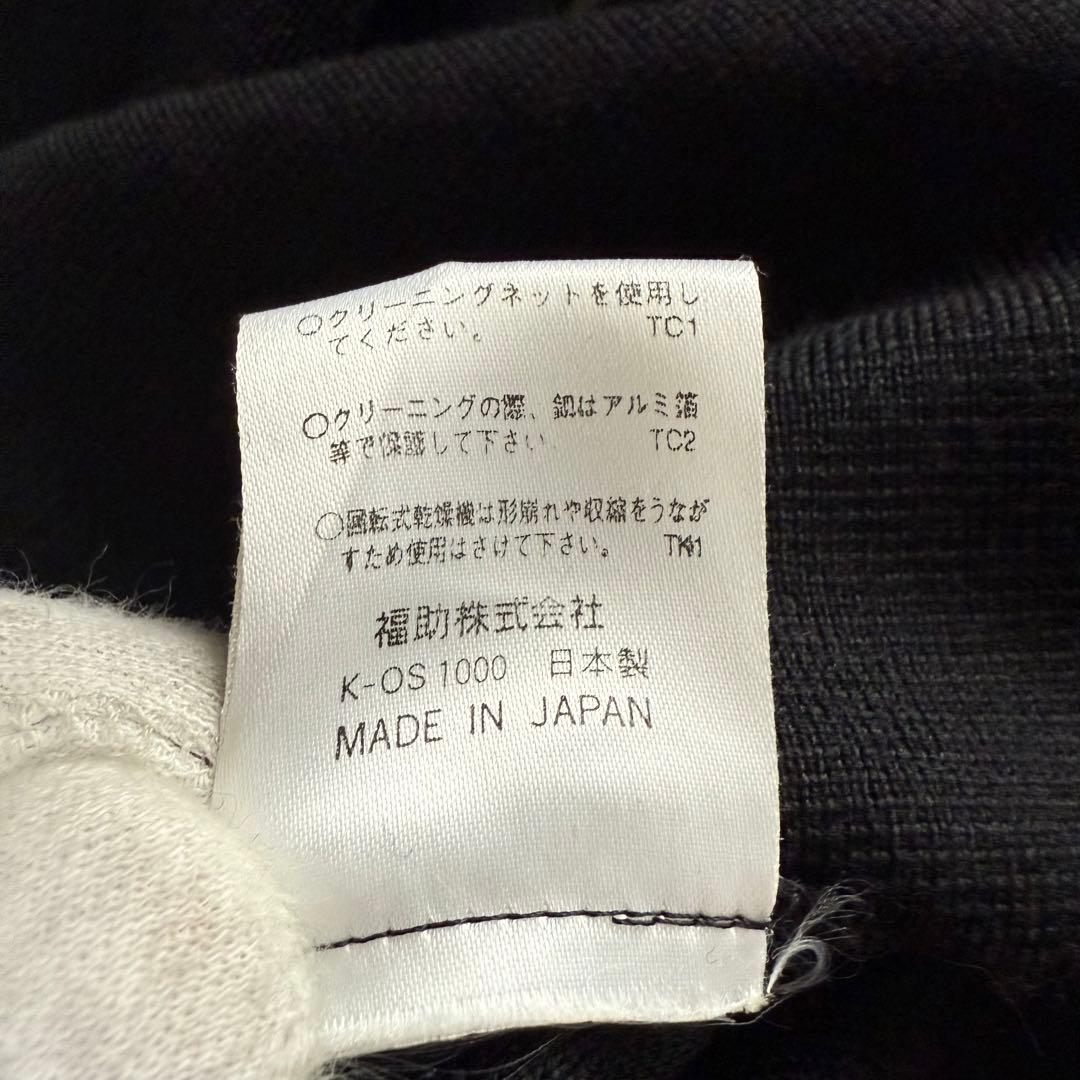 ○クリーニングネットを使用し
てください。 TC1
○クリーニングの際、釦はアルミ箔
等で保護して下さい。 TC2
○回転式乾燥機は形崩れや収縮をうなが
すため使用はさけて下さい。 TK1
福助株式会社
K-OS1000 日本製
MADE IN JAPAN